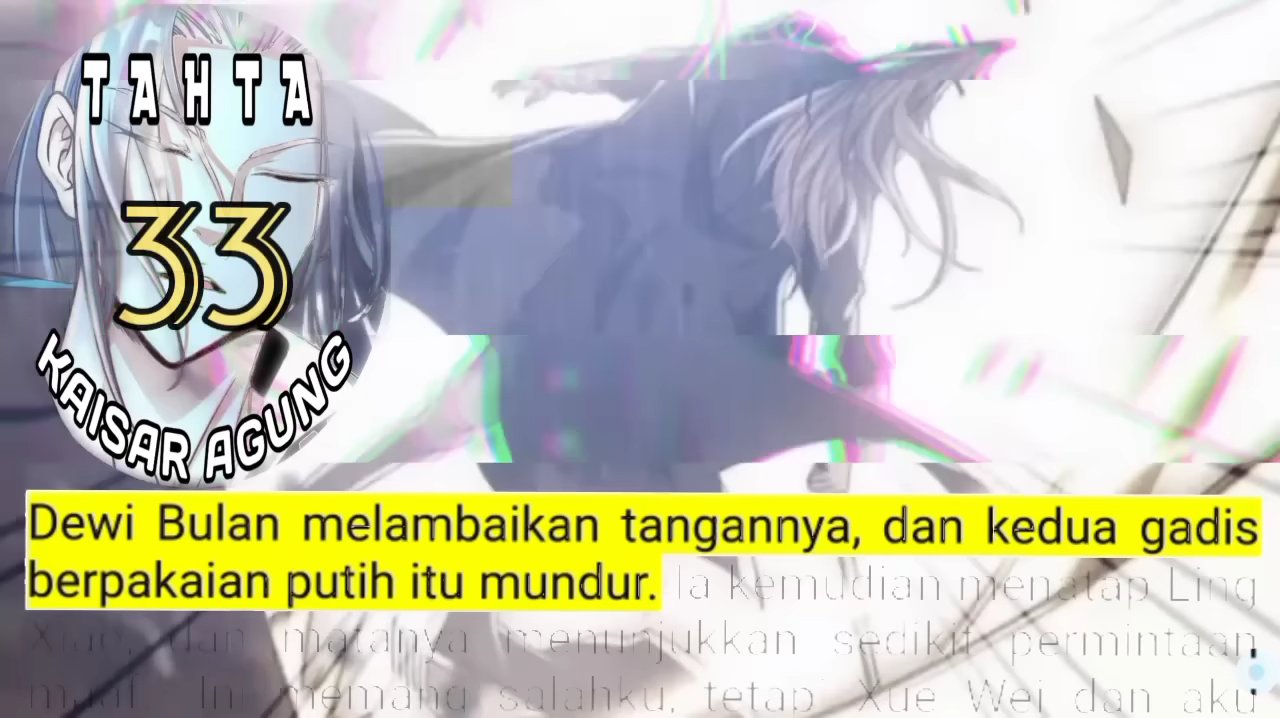 TAHTA
33
KAISAR AGUNG
Dewi Bulan melambaikan tangannya, dan kedua gadis
berpakaian putih itu mundur. Ia kemudian menatap Ling
Xiao, dan matanya menunjukkan sedikit permintaan
maaf. Ini memang salahku, tetapi Xue Wei dan aku